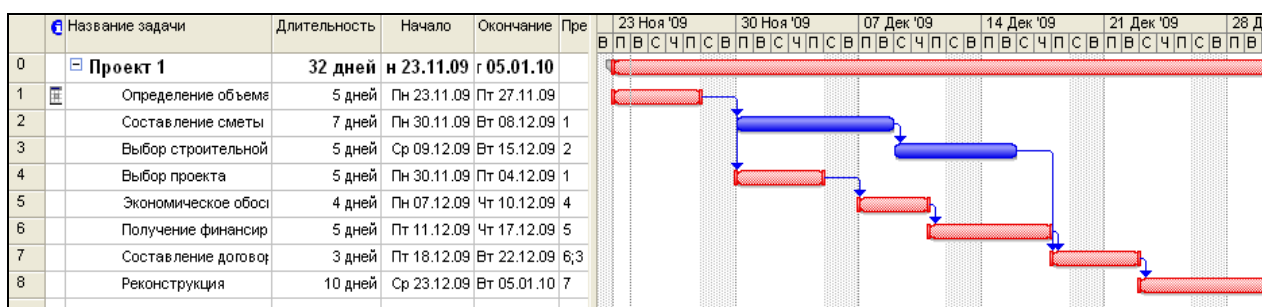 Название задачи Длительность Начало Окончание Пре 23 Ноя '09 30 Ноя '09 07 Дек '09 14 Дек '09 21 Дек '09 28 Д
В П В С Ч П С В П В С Ч П С В П В С Ч П С В П В С Ч П С В П В С Ч П С В П В
0 Проект 1 32 дней н 23.11.09 г 05.01.10
1 Определение объема 5 дней Пн 23.11.09 Пт 27.11.09
2 Составление сметы 7 дней Пн 30.11.09 Вт 08.12.09 1
3 Выбор строительной 5 дней Ср 09.12.09 Вт 15.12.09 2
4 Выбор проекта 5 дней Пн 30.11.09 Пт 04.12.09 1
5 Экономическое обос 4 дней Пн 07.12.09 Чт 10.12.09 4
6 Получение финансир 5 дней Пт 11.12.09 Чт 17.12.09 5
7 Составление договор 3 дней Пт 18.12.09 Вт 22.12.09 6;3
8 Реконструкция 10 дней Ср 23.12.09 Вт 05.01.10 7